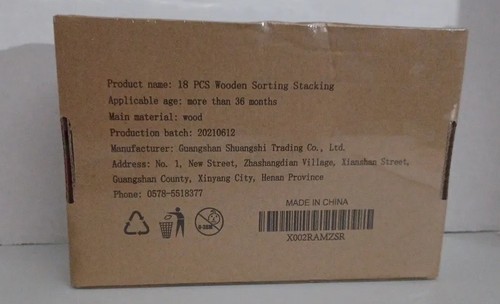 Product name: 18 PCS Wooden Sorting Stacking
Applicable age: more than 36 months
Main material: wood
Production batch: 20210612
Manufacturer: Guangshan Shuangshi Trading Co., Ltd.
Address: No. 1, New Street, Zhashangdian Village, Xianshan Street,
Guangshan County, Xinyang City, Henan Province
Phone: 0578-5518377
MADE IN CHINA
X002RAMZSR